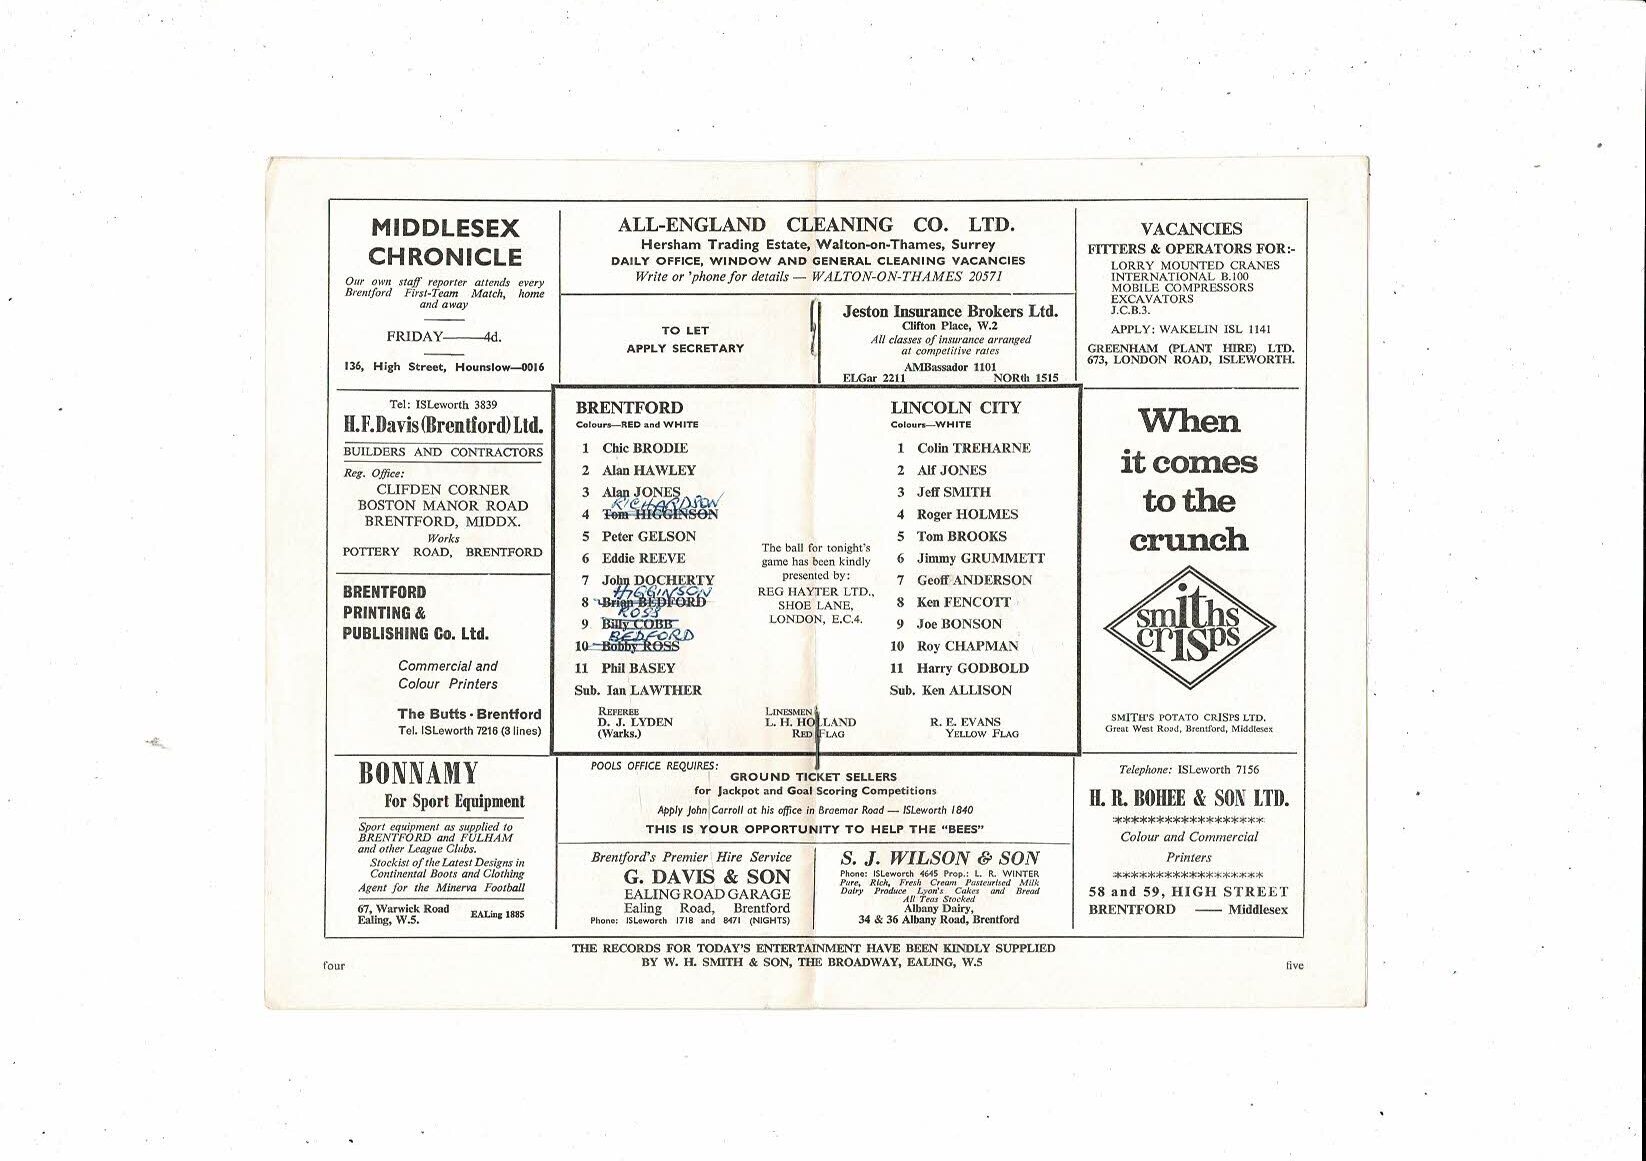 MIDDLESEX
CHRONICLE
Our own staff reporter attends every
Brentford First-Team Match, home
and away
FRIDAY——4d.
136, High Street, Hounslow—0016
ALL-ENGLAND CLEANING CO. LTD.
Hersham Trading Estate, Walton-on-Thames, Surrey
DAILY OFFICE, WINDOW AND GENERAL CLEANING VACANCIES
Write or 'phone for details — WALTON-ON-THAMES 20571
TO LET
APPLY SECRETARY
Jeston Insurance Brokers Ltd.
Clifton Place, W.2
All classes of insurance arranged
at competitive rates
AMBassador 1101
ELGar 2211 NORth 1515
VACANCIES
FITTERS & OPERATORS FOR:-
LORRY MOUNTED CRANES
INTERNATIONAL B.100
MOBILE COMPRESSORS
EXCAVATORS
J.C.B.3.
APPLY: WAKELIN ISL 1141
GREENHAM (PLANT HIRE) LTD.
673, LONDON ROAD, ISLEWORTH.
Tel: ISLeworth 3839
H.F.Davis (Brentford) Ltd.
BUILDERS AND CONTRACTORS
Reg. Office:
CLIFDEN CORNER
BOSTON MANOR ROAD
BRENTFORD, MIDDX.
Works
POTTERY ROAD, BRENTFORD
BRENTFORD
PRINTING &
PUBLISHING Co. Ltd.
Commercial and
Colour Printers
The Butts · Brentford
Tel. ISLeworth 7216 (3 lines)
BRENTFORD
Colours—RED and WHITE
1 Chic BRODIE
2 Alan HAWLEY
3 Alan JONES
RICHARDSON
4 Tom HIGGINSON
5 Peter GELSON
6 Eddie REEVE
7 John DOCHERTY
HIGGINSON
8 Brian BEDFORD
ROSS
9 Billy COBB
BEDFORD
10 Bobby ROSS
11 Phil BASEY
Sub. Ian LAWTHER
REFEREE
D. J. LYDEN
(Warks.)
The ball for tonight's
game has been kindly
presented by:
REG HAYTER LTD.,
SHOE LANE,
LONDON, E.C.4.
LINESMEN
L. H. HOLLAND
RED FLAG
LINCOLN CITY
Colours—WHITE
1 Colin TREHARNE
2 Alf JONES
3 Jeff SMITH
4 Roger HOLMES
5 Tom BROOKS
6 Jimmy GRUMMETT
7 Geoff ANDERSON
8 Ken FENCOTT
9 Joe BONSON
10 Roy CHAPMAN
11 Harry GODBOLD
Sub. Ken ALLISON
R. E. EVANS
YELLOW FLAG
When
it comes
to the
crunch
smiths
crisps
SMITH'S POTATO CRISPS LTD.
Great West Road, Brentford, Middlesex
BONNAMY
For Sport Equipment
Sport equipment as supplied to
BRENTFORD and FULHAM
and other League Clubs.
Stockist of the Latest Designs in
Continental Boots and Clothing
Agent for the Minerva Football
67, Warwick Road
Ealing, W.5. EALing 1885
POOLS OFFICE REQUIRES:
GROUND TICKET SELLERS
for Jackpot and Goal Scoring Competitions
Apply John Carroll at his office in Braemar Road — ISLeworth 1840
THIS IS YOUR OPPORTUNITY TO HELP THE "BEES"
Brentford's Premier Hire Service
G. DAVIS & SON
EALING ROAD GARAGE
Ealing Road, Brentford
Phone: ISLeworth 1718 and 8471 (NIGHTS)
S. J. WILSON & SON
Phone: ISLeworth 4645 Prop.: L. R. WINTER
Pure, Rich, Fresh Cream Pasteurised Milk
Dairy Produce Lyon's Cakes and Bread
All Teas Stocked
Albany Dairy,
34 & 36 Albany Road, Brentford
Telephone: ISLeworth 7156
H. R. BOHEE & SON LTD.
******************
Colour and Commercial
Printers
******************
58 and 59, HIGH STREET
BRENTFORD —— Middlesex
THE RECORDS FOR TODAY'S ENTERTAINMENT HAVE BEEN KINDLY SUPPLIED
BY W. H. SMITH & SON, THE BROADWAY, EALING, W.5
four
five